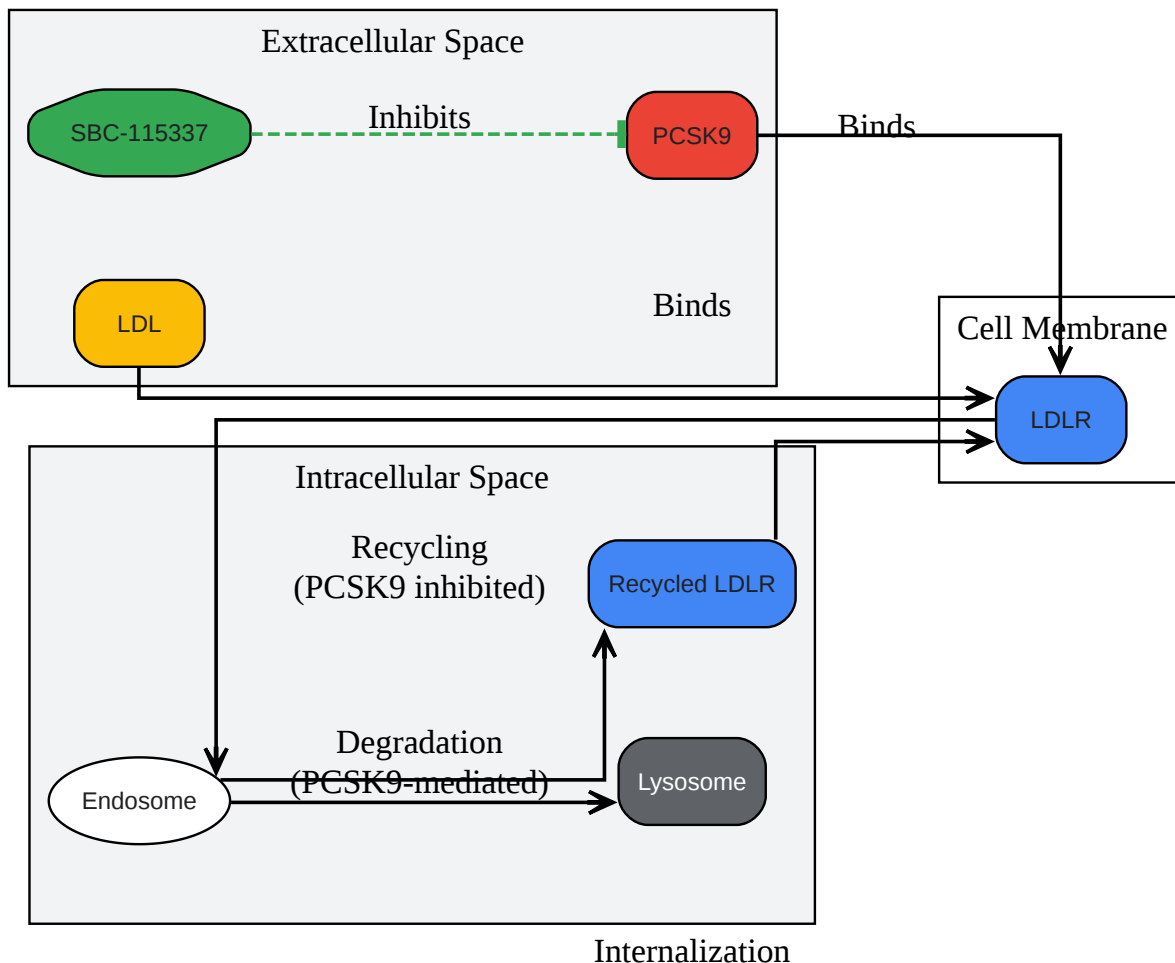 Extracellular Space
SBC-115337
Inhibits
PCSK9
Binds
LDL
Binds
Cell Membrane
LDLR
Intracellular Space
Recycling
(PCSK9 inhibited)
Recycled LDLR
Degradation
(PCSK9-mediated)
Endosome
Lysosome
Internalization